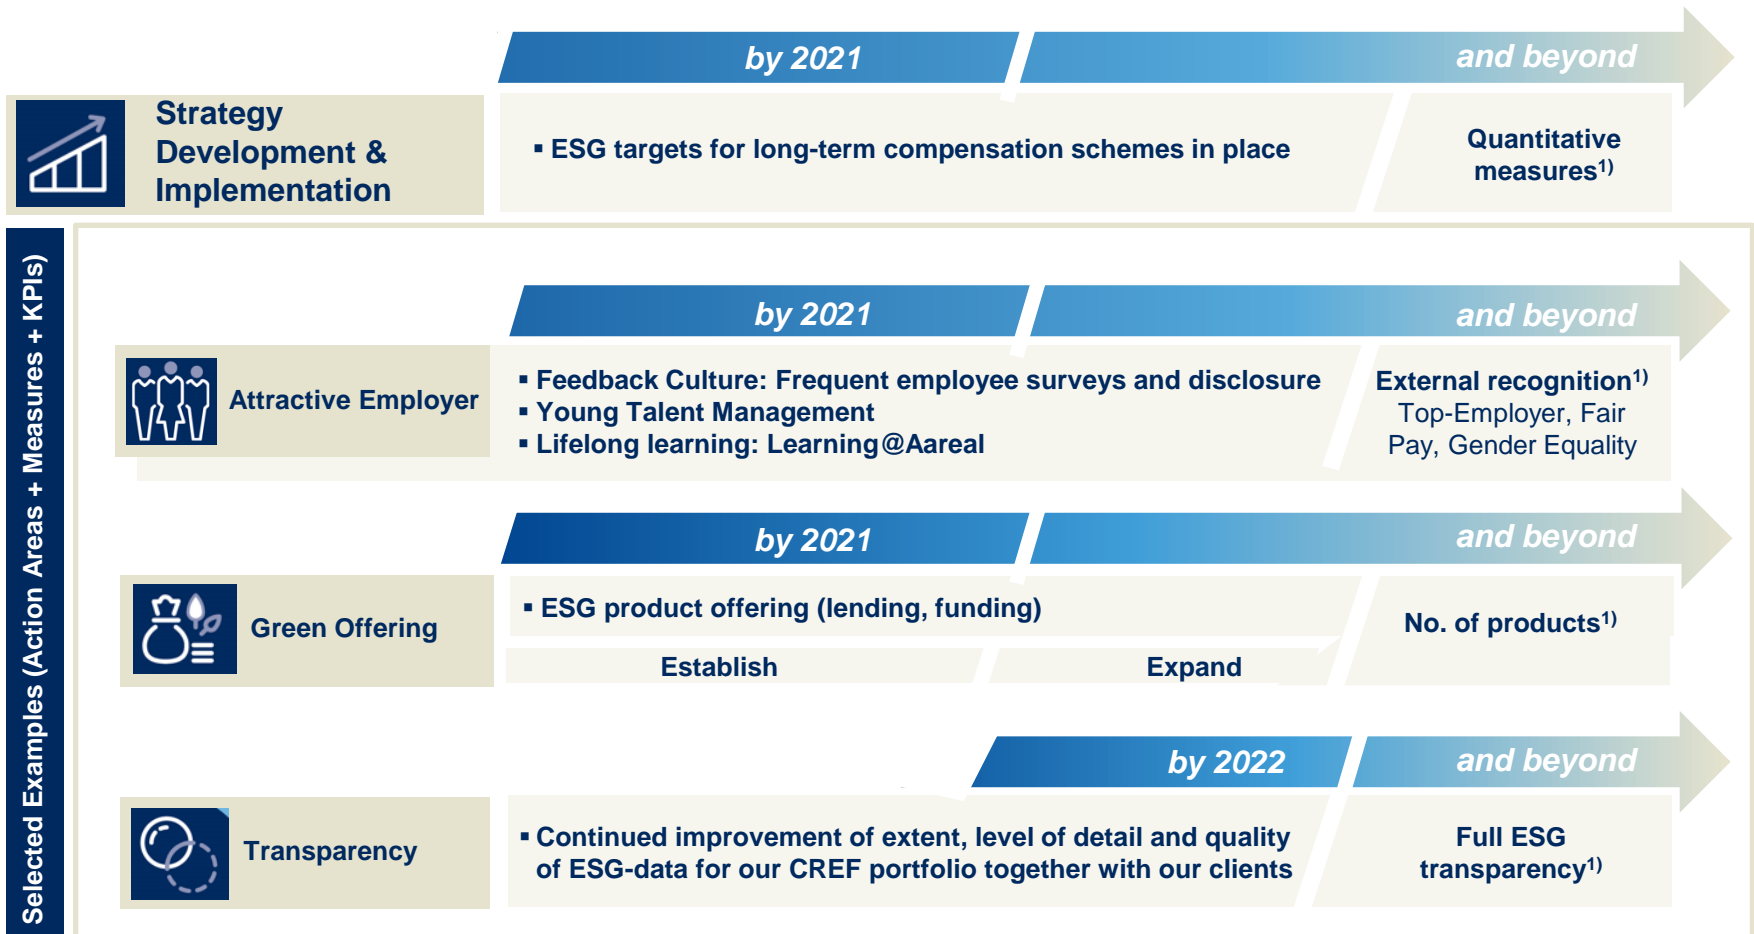 by 2021
and beyond
Strategy
Development &
Implementation
▪ ESG targets for long-term compensation schemes in place
Quantitative
measures1)
Selected Examples (Action Areas + Measures + KPIs)
by 2021
and beyond
Attractive Employer
▪ Feedback Culture: Frequent employee surveys and disclosure
▪ Young Talent Management
▪ Lifelong learning: Learning@Aareal
External recognition1)
Top-Employer, Fair
Pay, Gender Equality
by 2021
and beyond
Green Offering
▪ ESG product offering (lending, funding)
Establish
Expand
No. of products1)
by 2022
and beyond
Transparency
▪ Continued improvement of extent, level of detail and quality
of ESG-data for our CREF portfolio together with our clients
Full ESG
transparency1)